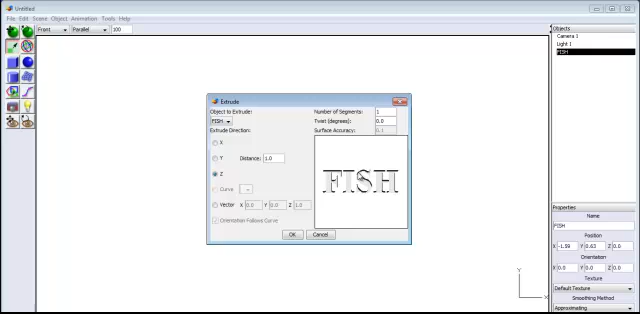 Untitled
File Edit Scene Object Animation Tools Help
Front Parallel 100
Objects
Camera 1
Light 1
FISH
Extrude
Object to Extrude:
FISH
Number of Segments: 1
Twist (degrees): 0.0
Surface Accuracy: 0.1
Extrude Direction:
X
Y Distance: 1.0
Z
Curve
Vector X 0.0 Y 0.0 Z 1.0
Orientation Follows Curve
FISH
OK Cancel
Y
X
Properties
Name
FISH
Position
X -1.59 Y 0.63 Z 0.0
Orientation
X 0.0 Y 0.0 Z 0.0
Texture
Default Texture
Smoothing Method
Approximating